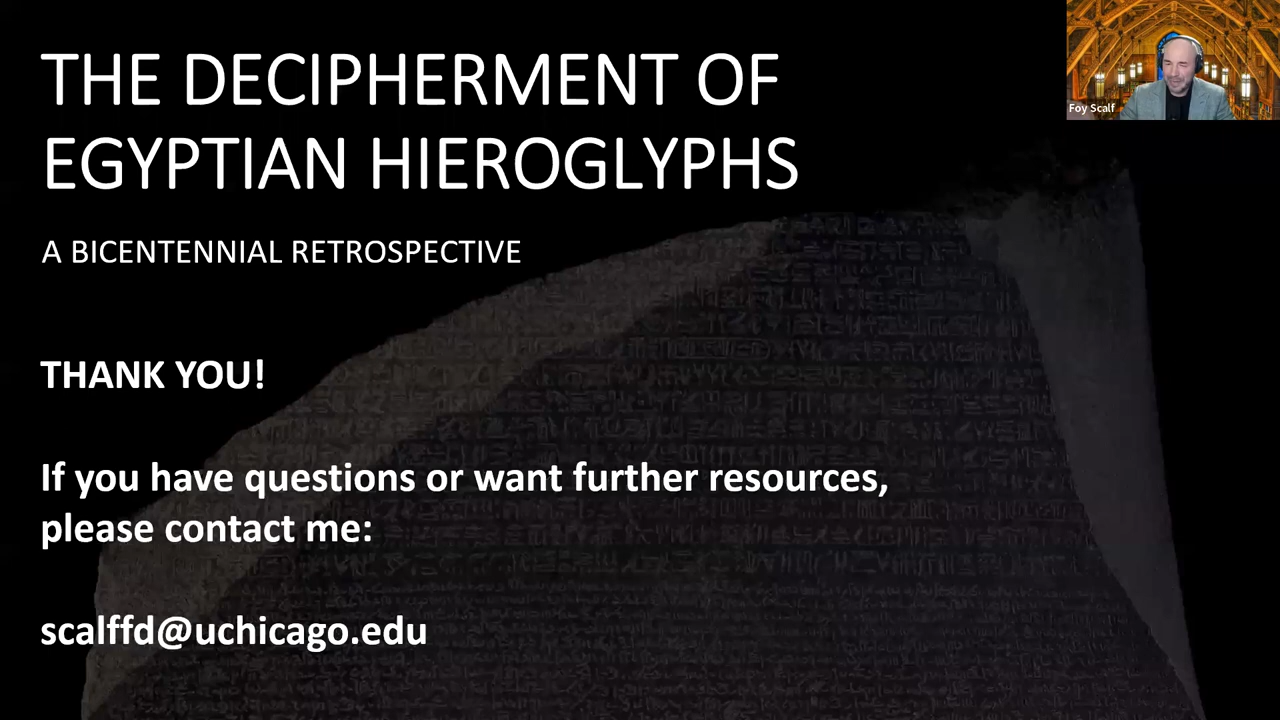 THE DECIPHERMENT OF
EGYPTIAN HIEROGLYPHS
A BICENTENNIAL RETROSPECTIVE
THANK YOU!
If you have questions or want further resources,
please contact me:
scalffd@uchicago.edu
Foy Scalf